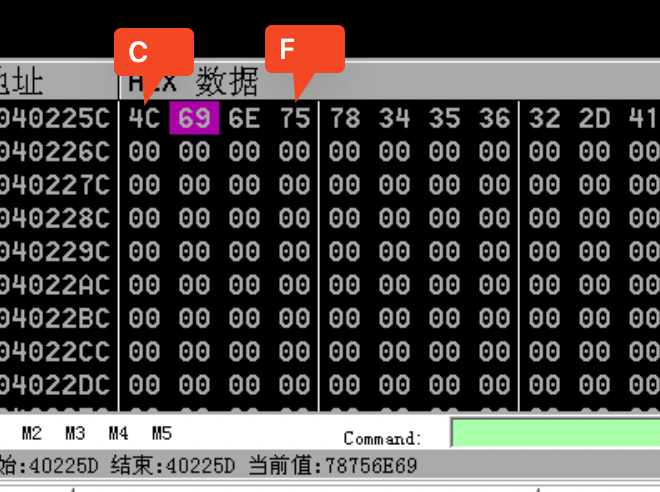 C F
地址 HEX 数据
040225C 4C 69 6E 75 78 34 35 36 32 2D 41
040226C 00 00 00 00 00 00 00 00 00 00 00
040227C 00 00 00 00 00 00 00 00 00 00 00
040228C 00 00 00 00 00 00 00 00 00 00 00
040229C 00 00 00 00 00 00 00 00 00 00 00
04022AC 00 00 00 00 00 00 00 00 00 00 00
04022BC 00 00 00 00 00 00 00 00 00 00 00
04022CC 00 00 00 00 00 00 00 00 00 00 00
04022DC 00 00 00 00 00 00 00 00 00 00 00
M2 M3 M4 M5 Command:
始:40225D 结束:40225D 当前值:78756E69